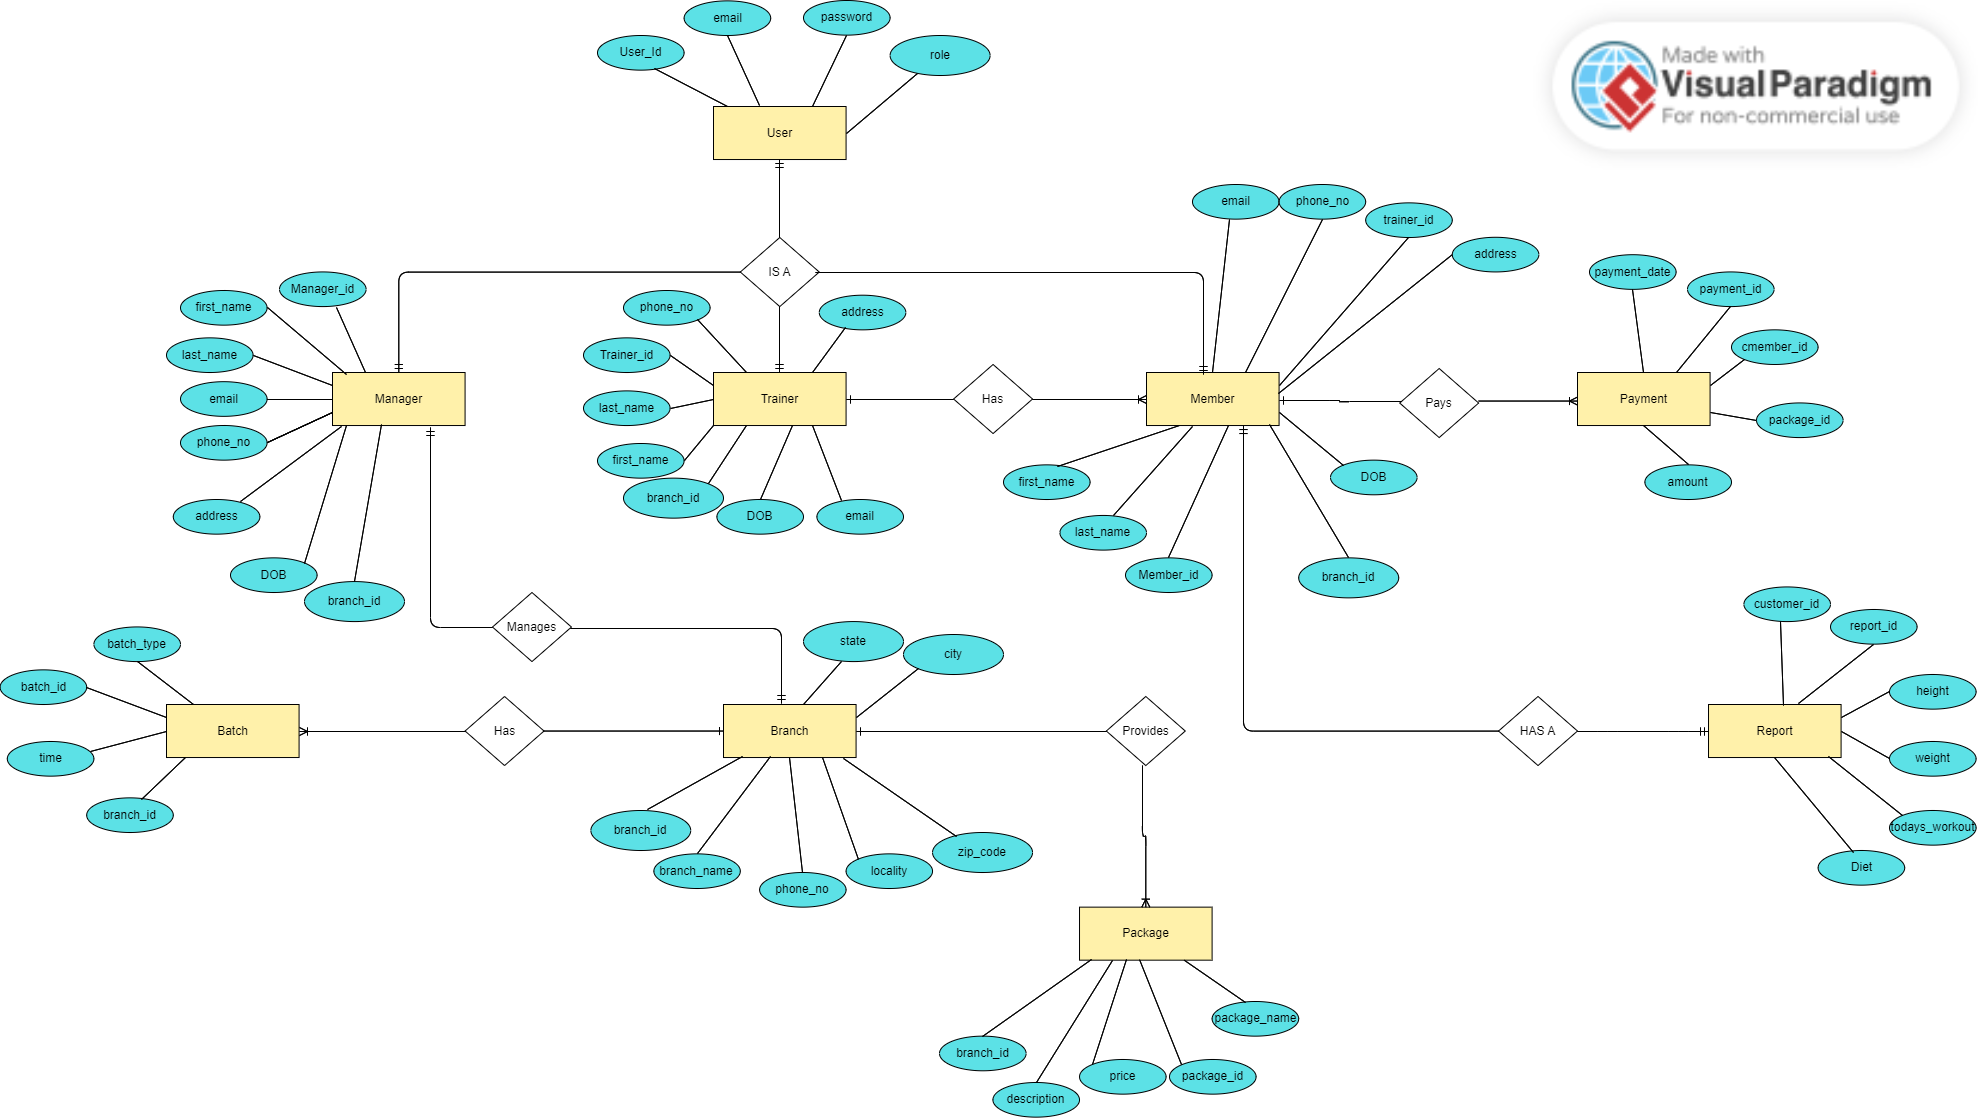 email
password
User_Id
role
Made with
Visual Paradigm
For non-commercial use
User
email
phone_no
trainer_id
address
IS A
payment_date
payment_id
Manager_id
first_name
phone_no
address
last_name
Trainer_id
cmember_id
email
Manager
last_name
Trainer
Has
Member
Pays
Payment
phone_no
first_name
package_id
address
branch_id
DOB
email
first_name
DOB
amount
last_name
DOB
branch_id
Member_id
branch_id
Manages
customer_id
report_id
batch_type
state
city
batch_id
height
Batch
Has
Branch
Provides
HAS A
Report
time
weight
branch_id
branch_id
todays_workout
branch_name
phone_no
locality
zip_code
Diet
Package
package_name
branch_id
price
package_id
description